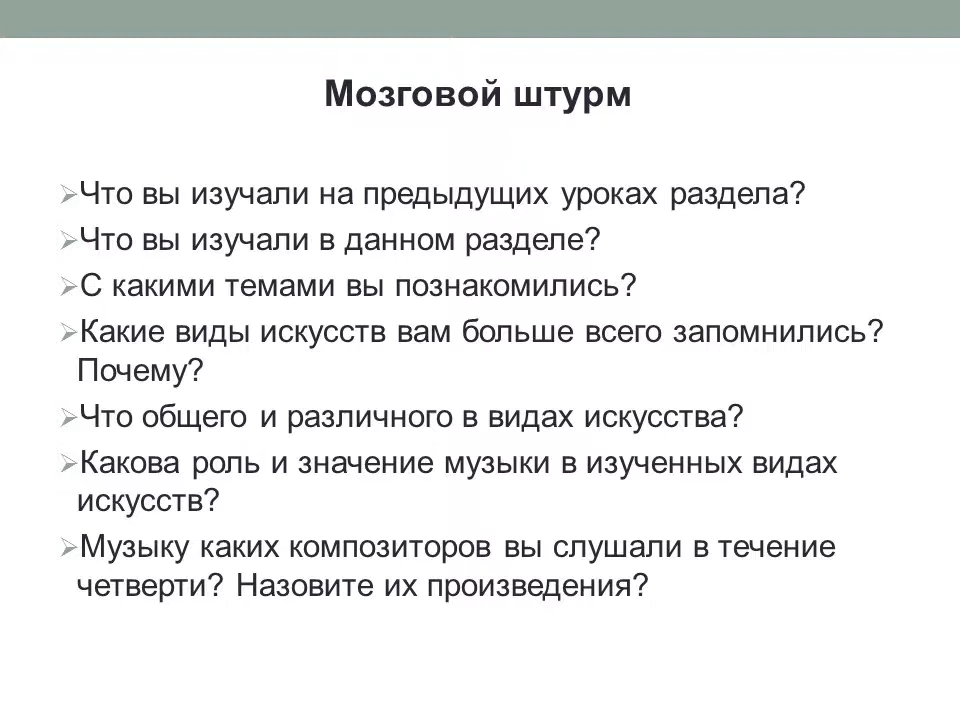 Мозговой штурм
Что вы изучали на предыдущих уроках раздела?
Что вы изучали в данном разделе?
С какими темами вы познакомились?
Какие виды искусств вам больше всего запомнились?
Почему?
Что общего и различного в видах искусства?
Какова роль и значение музыки в изученных видах
искусств?
Музыку каких композиторов вы слушали в течение
четверти? Назовите их произведения?